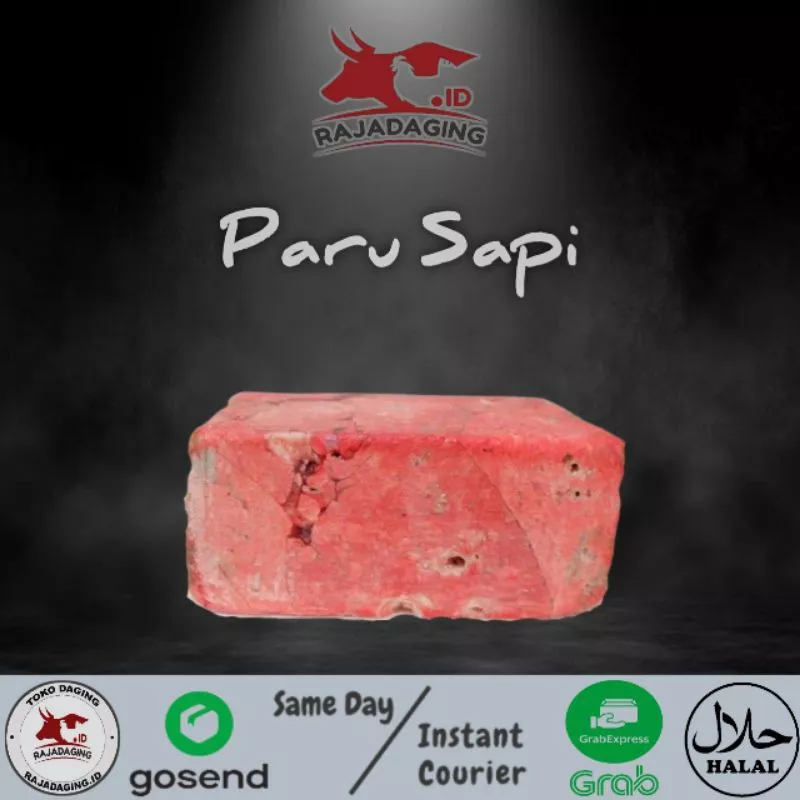 .ID
RAJADAGING
Paru Sapi
TOKO DAGING
.ID
RAJADAGING
RAJADAGING.ID
gosend
Same Day
Instant
Courier
GrabExpress
Grab
حلال
HALAL